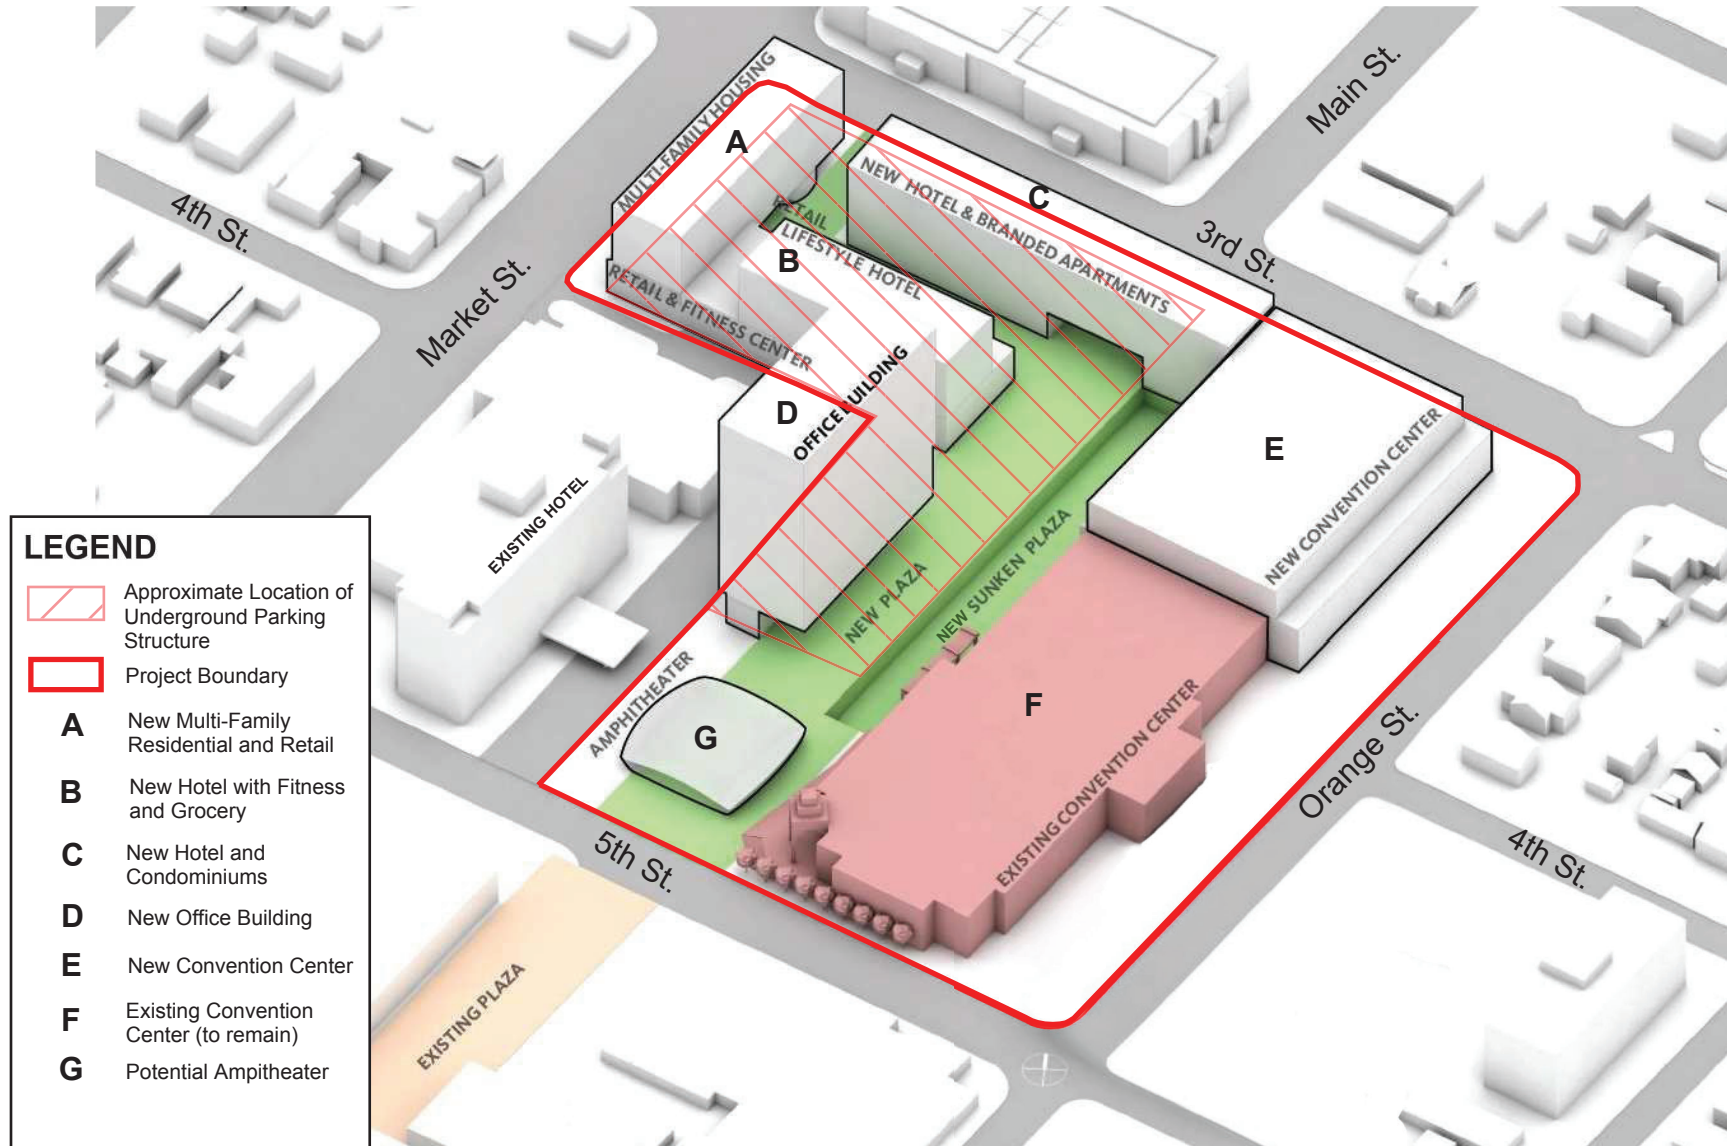 Main St.
MULTI-FAMILY HOUSING
A
4th St.
Market St.
NEW HOTEL & BRANDED APARTMENTS
C
3rd St.
RETAIL
LIFESTYLE HOTEL
B
RETAIL & FITNESS CENTER
D
OFFICE BUILDING
E
NEW CONVENTION CENTER
EXISTING HOTEL
NEW PLAZA
NEW SUNKEN PLAZA
AMPHITHEATER
G
F
EXISTING CONVENTION CENTER
Orange St.
4th St.
5th St.
EXISTING PLAZA
LEGEND
Approximate Location of
Underground Parking
Structure
Project Boundary
A
New Multi-Family
Residential and Retail
B
New Hotel with Fitness
and Grocery
C
New Hotel and
Condominiums
D
New Office Building
E
New Convention Center
F
Existing Convention
Center (to remain)
G
Potential Ampitheater